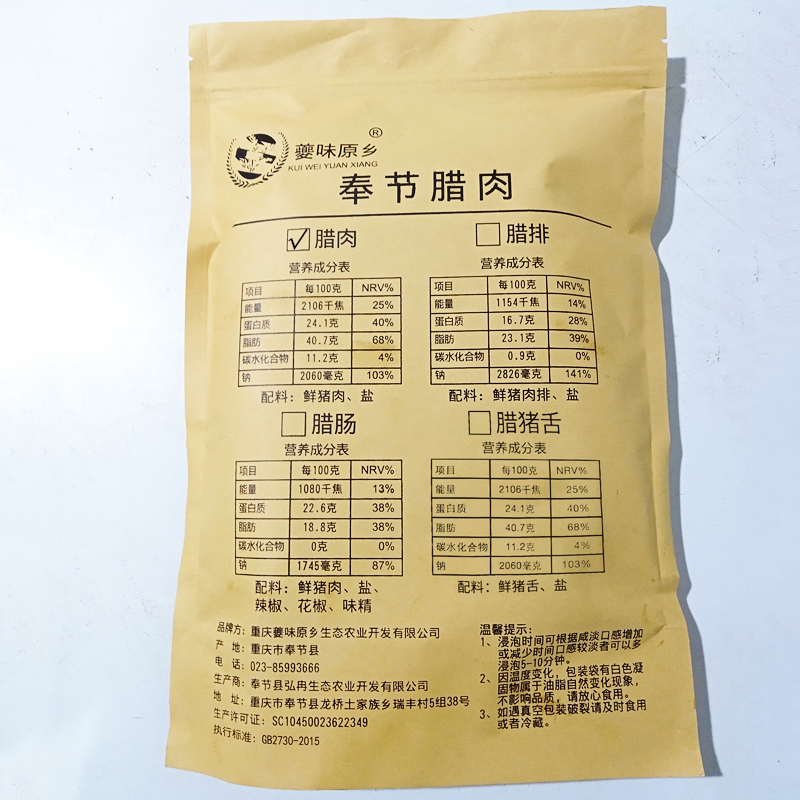 夔味原乡®
KUI WEI YUAN XIANG
奉节腊肉
☑腊肉
营养成分表
项目 每100克 NRV%
能量 2106千焦 25%
蛋白质 24.1克 40%
脂肪 40.7克 68%
碳水化合物 11.2克 4%
钠 2060毫克 103%
配料：鲜猪肉、盐
□腊排
营养成分表
项目 每100克 NRV%
能量 1154千焦 14%
蛋白质 16.7克 28%
脂肪 23.1克 39%
碳水化合物 0.9克 0%
钠 2826毫克 141%
配料：鲜猪肉排、盐
□腊肠
营养成分表
项目 每100克 NRV%
能量 1080千焦 13%
蛋白质 22.6克 38%
脂肪 18.8克 38%
碳水化合物 0克 0%
钠 1745毫克 87%
配料：鲜猪肉、盐、
辣椒、花椒、味精
□腊猪舌
营养成分表
项目 每100克 NRV%
能量 2106千焦 25%
蛋白质 24.1克 40%
脂肪 40.7克 68%
碳水化合物 11.2克 4%
钠 2060毫克 103%
配料：鲜猪舌、盐
品牌方：重庆夔味原乡生态农业开发有限公司
产 地：重庆市奉节县
电 话：023-85993666
生产商：奉节县弘冉生态农业开发有限公司
地 址：重庆市奉节县龙桥土家族乡瑞丰村5组38号
生产许可证：SC10450023622349
执行标准：GB2730-2015
温馨提示：
1、浸泡时间可根据咸淡口感增加
或减少时间口感较淡者可以多
浸泡5-10分钟。
2、因温度变化，包装袋有白色凝
固物属于油脂自然变化现象，
不影响品质，请放心食用。
3、如遇真空包装破裂请及时食用
或者冷藏。